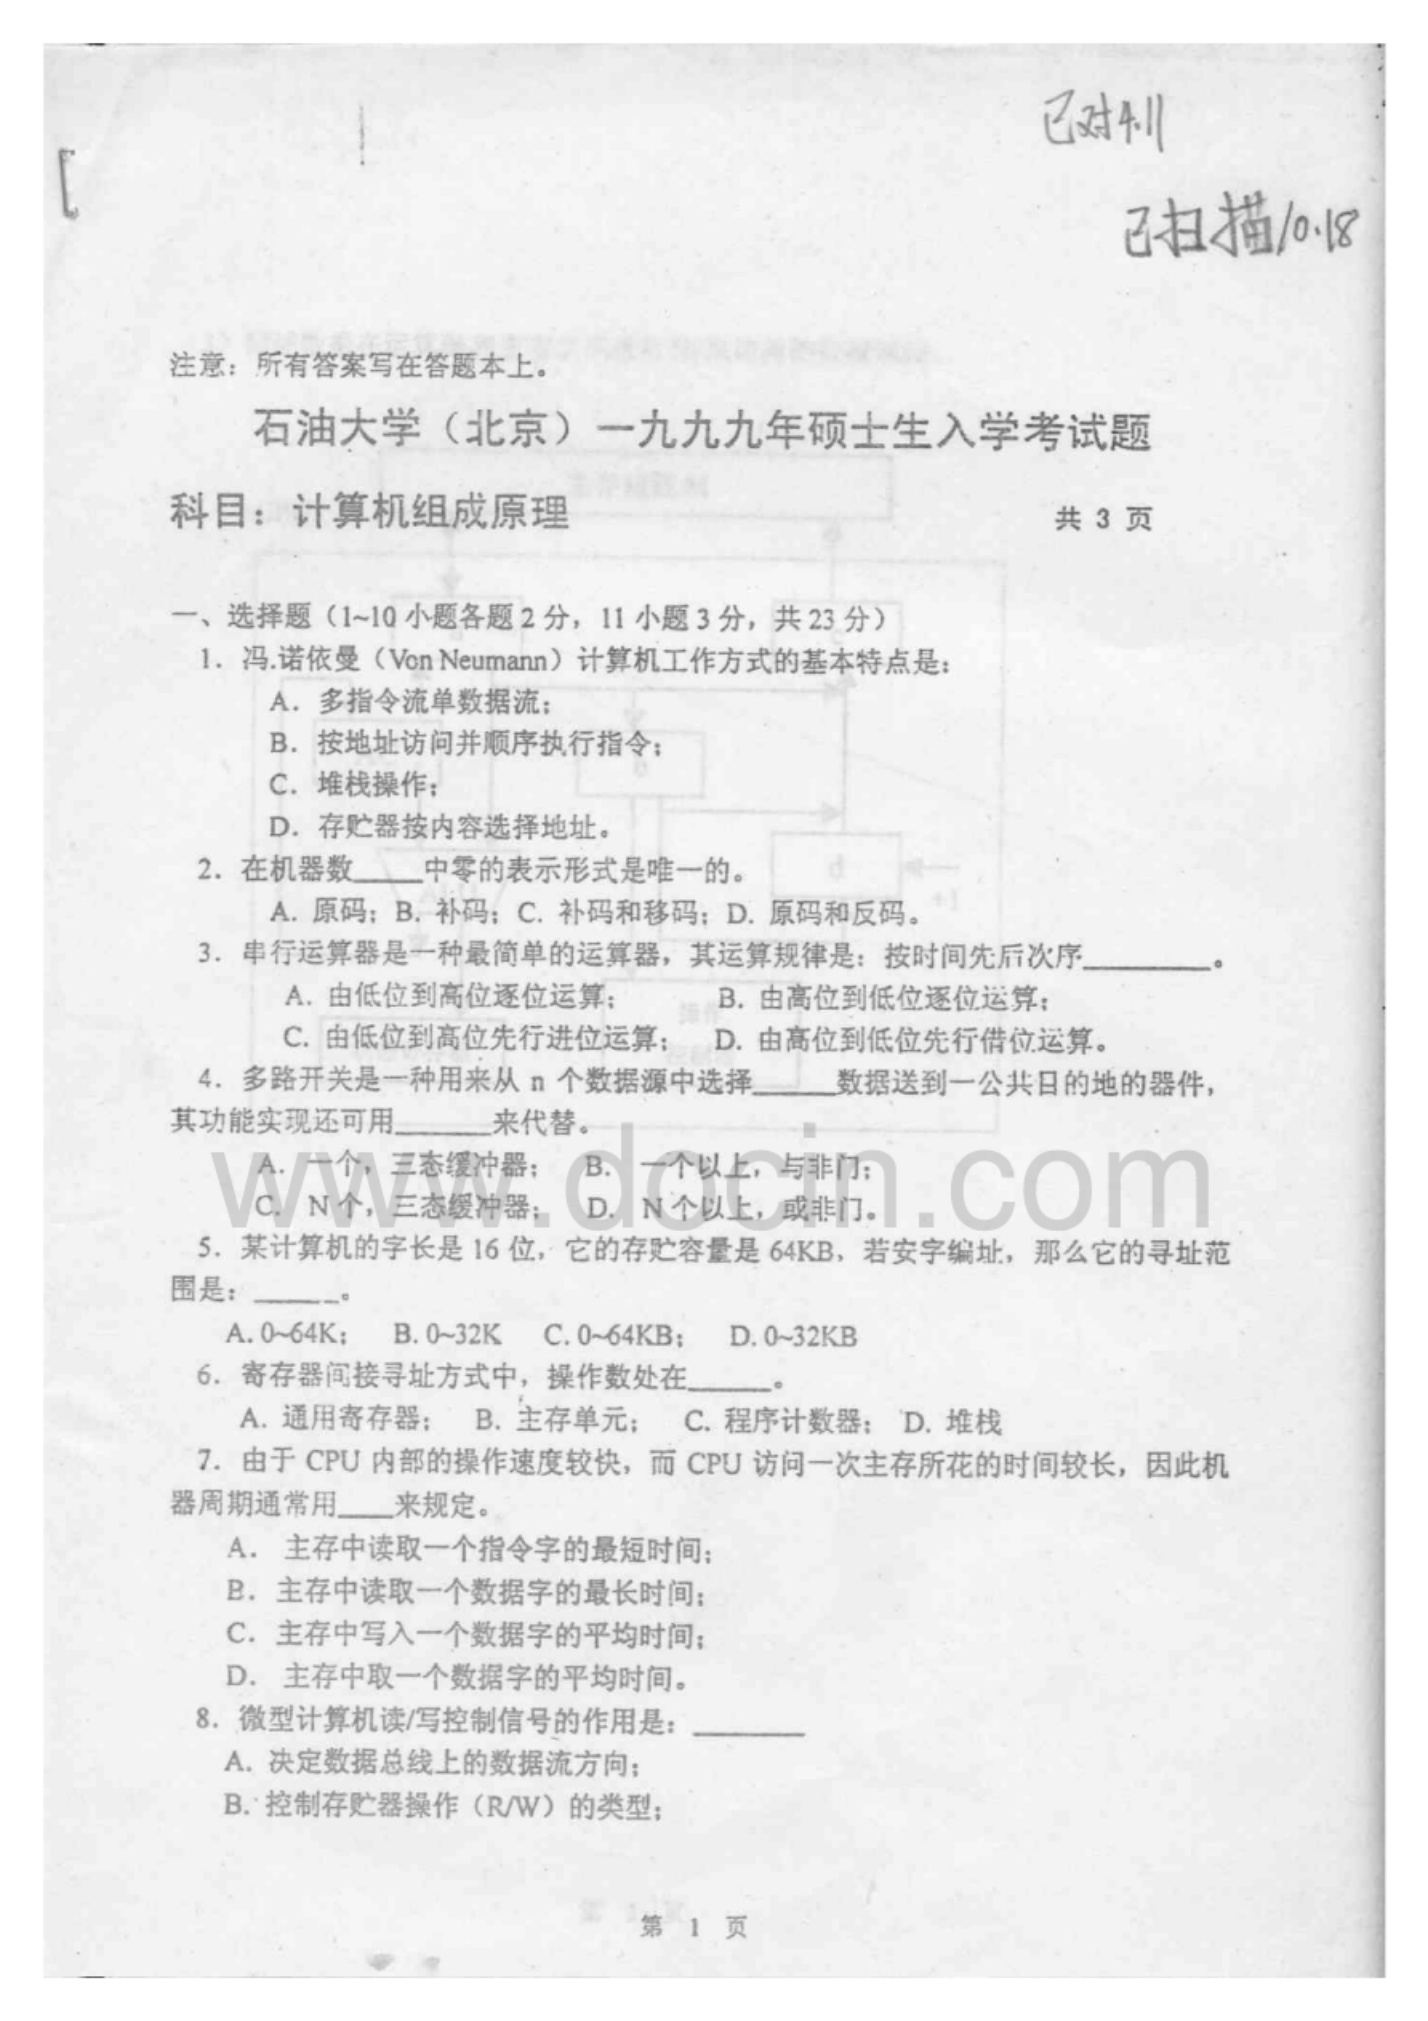 已对4.11
已扫描10.18
注意：所有答案写在答题本上。
石油大学（北京）一九九九年硕士生入学考试题
科目：计算机组成原理 共 3 页
一、选择题（1~10 小题各题 2 分，11 小题 3 分，共 23 分）
1．冯.诺依曼（Von Neumann）计算机工作方式的基本特点是：
A．多指令流单数据流；
B．按地址访问并顺序执行指令；
C．堆栈操作；
D．存贮器按内容选择地址。
2．在机器数_____中零的表示形式是唯一的。
A. 原码；B. 补码；C. 补码和移码；D. 原码和反码。
3．串行运算器是一种最简单的运算器，其运算规律是：按时间先后次序_________。
A. 由低位到高位逐位运算； B. 由高位到低位逐位运算；
C. 由低位到高位先行进位运算； D. 由高位到低位先行借位运算。
4．多路开关是一种用来从 n 个数据源中选择______数据送到一公共目的地的器件，
其功能实现还可用_______来代替。
A. 一个，三态缓冲器； B. 一个以上，与非门；
C. N 个，三态缓冲器； D. N 个以上，或非门。
www.docin.com
5．某计算机的字长是 16 位，它的存贮容量是 64KB，若安字编址，那么它的寻址范
围是：_______。
A. 0~64K； B. 0~32K C. 0~64KB； D. 0~32KB
6．寄存器间接寻址方式中，操作数处在______。
A. 通用寄存器； B. 主存单元； C. 程序计数器； D. 堆栈
7．由于 CPU 内部的操作速度较快，而 CPU 访问一次主存所花的时间较长，因此机
器周期通常用____来规定。
A． 主存中读取一个指令字的最短时间；
B．主存中读取一个数据字的最长时间；
C．主存中写入一个数据字的平均时间；
D． 主存中取一个数据字的平均时间。
8．微型计算机读/写控制信号的作用是：________
A. 决定数据总线上的数据流方向；
B. 控制存贮器操作（R/W）的类型；
第 1 页